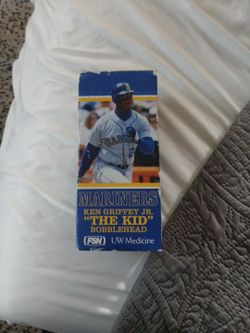 MARINERS
KEN GRIFFEY JR.
"THE KID"
BOBBLEHEAD
FSN UW Medicine